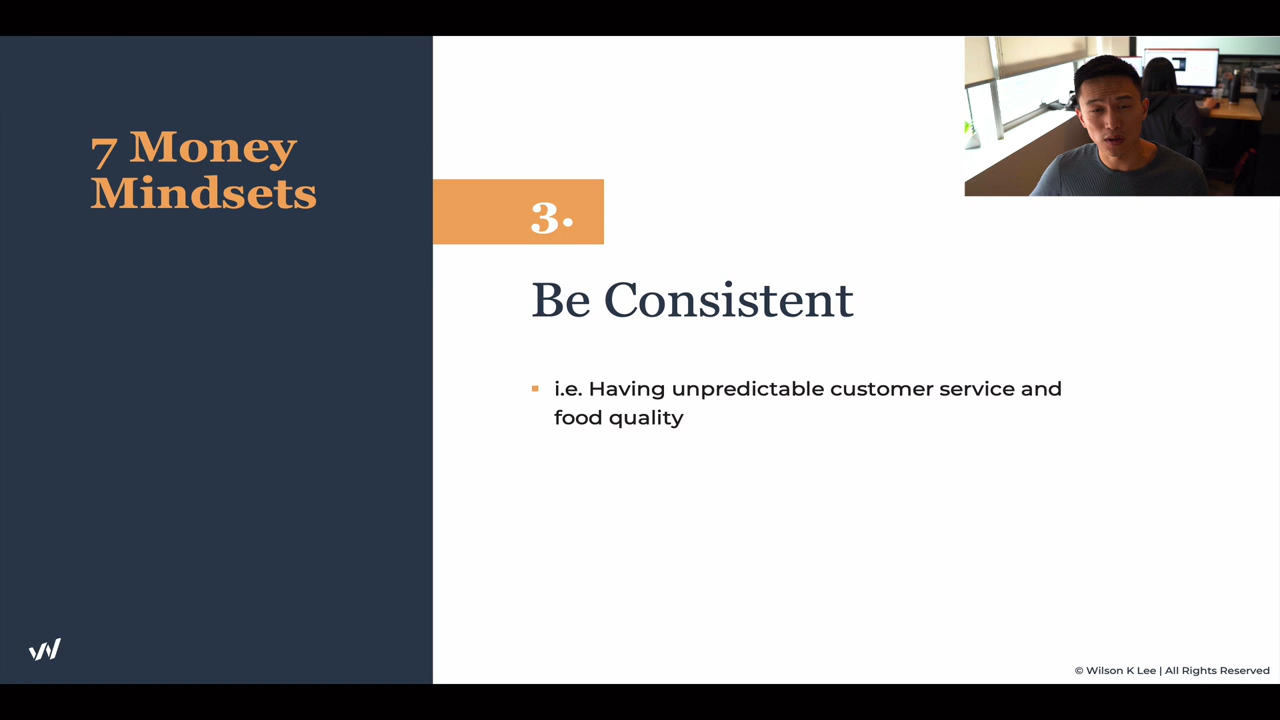 7 Money
Mindsets
3.
Be Consistent
i.e. Having unpredictable customer service and
food quality
© Wilson K Lee | All Rights Reserved